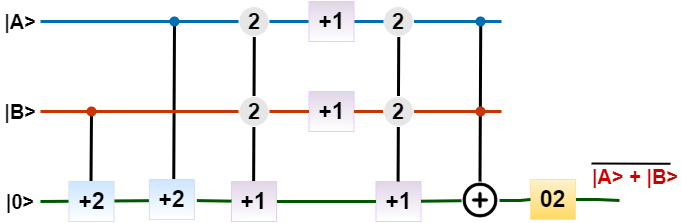 |A> 2 +1 2
|B> 2 +1 2
|0> +2 +2 +1 +1 02
|A> + |B>